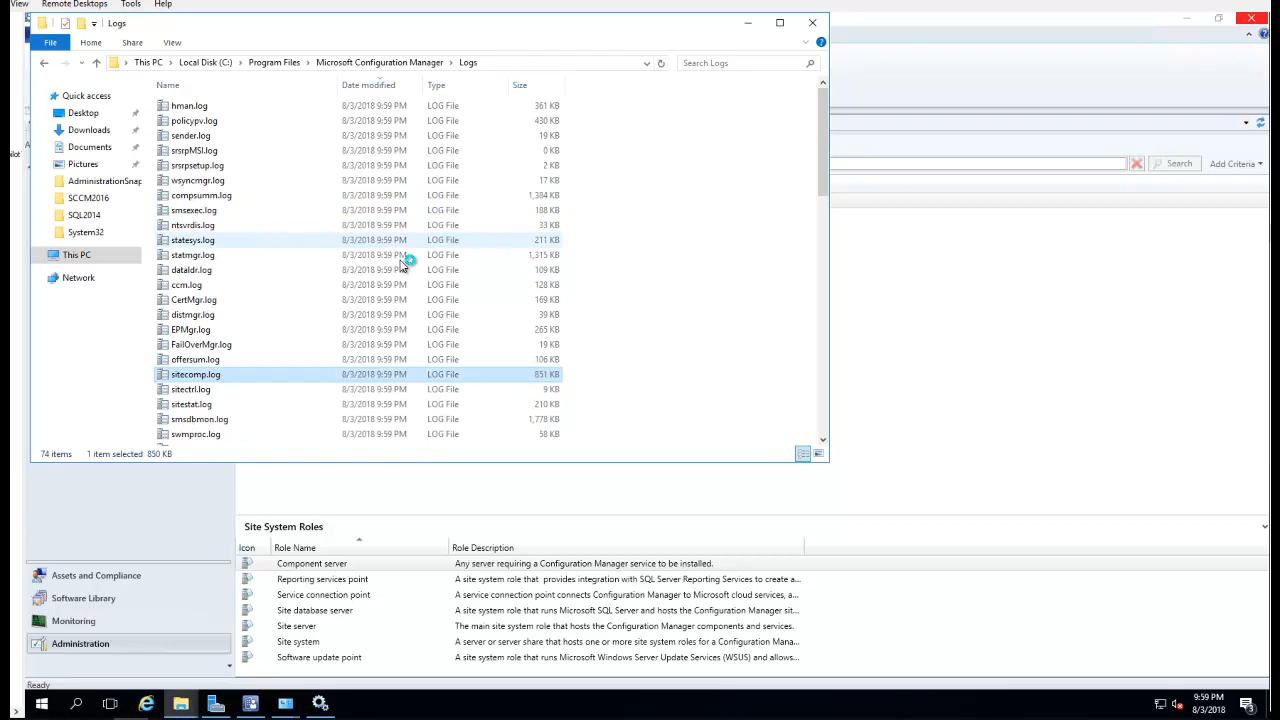 View Remote Desktops Tools Help
Logs
File Home Share View
This PC Local Disk (C:) Program Files Microsoft Configuration Manager Logs
Search Logs
Name Date modified Type Size
Quick access
Desktop
Downloads
Documents
Pictures
AdministrationSnap
SCCM2016
SQL2014
System32
This PC
Network
hman.log 8/3/2018 9:59 PM LOG File 361 KB
policypv.log 8/3/2018 9:59 PM LOG File 430 KB
sender.log 8/3/2018 9:59 PM LOG File 19 KB
srsrpMSI.log 8/3/2018 9:59 PM LOG File 0 KB
srsrpsetup.log 8/3/2018 9:59 PM LOG File 2 KB
wsyncmgr.log 8/3/2018 9:59 PM LOG File 17 KB
compsumm.log 8/3/2018 9:59 PM LOG File 1,384 KB
smsexec.log 8/3/2018 9:59 PM LOG File 188 KB
ntsvrdis.log 8/3/2018 9:59 PM LOG File 33 KB
statesys.log 8/3/2018 9:59 PM LOG File 211 KB
statmgr.log 8/3/2018 9:59 PM LOG File 1,315 KB
dataldr.log 8/3/2018 9:59 PM LOG File 109 KB
ccm.log 8/3/2018 9:59 PM LOG File 128 KB
CertMgr.log 8/3/2018 9:59 PM LOG File 169 KB
distmgr.log 8/3/2018 9:59 PM LOG File 39 KB
EPMgr.log 8/3/2018 9:59 PM LOG File 265 KB
FailOverMgr.log 8/3/2018 9:59 PM LOG File 19 KB
offersum.log 8/3/2018 9:59 PM LOG File 106 KB
sitecomp.log 8/3/2018 9:59 PM LOG File 851 KB
sitectrl.log 8/3/2018 9:59 PM LOG File 9 KB
sitestat.log 8/3/2018 9:59 PM LOG File 210 KB
smsdbmon.log 8/3/2018 9:59 PM LOG File 1,778 KB
swmproc.log 8/3/2018 9:59 PM LOG File 58 KB
74 items 1 item selected 850 KB
Search Add Criteria
Site System Roles
Icon Role Name Role Description
Component server Any server requiring a Configuration Manager service to be installed.
Reporting services point A site system role that provides integration with SQL Server Reporting Services to create a...
Service connection point A site system role that connects Configuration Manager to Microsoft cloud services, a...
Site database server A site system role that runs Microsoft SQL Server and hosts the Configuration Manager sit...
Site server The main site system role that hosts the Configuration Manager components and services.
Site system A server or server share that hosts one or more site system roles for a Configuration Mana...
Software update point A site system role that runs Microsoft Windows Server Update Services (WSUS) and allows...
Assets and Compliance
Software Library
Monitoring
Administration
Ready
9:59 PM
8/3/2018
3